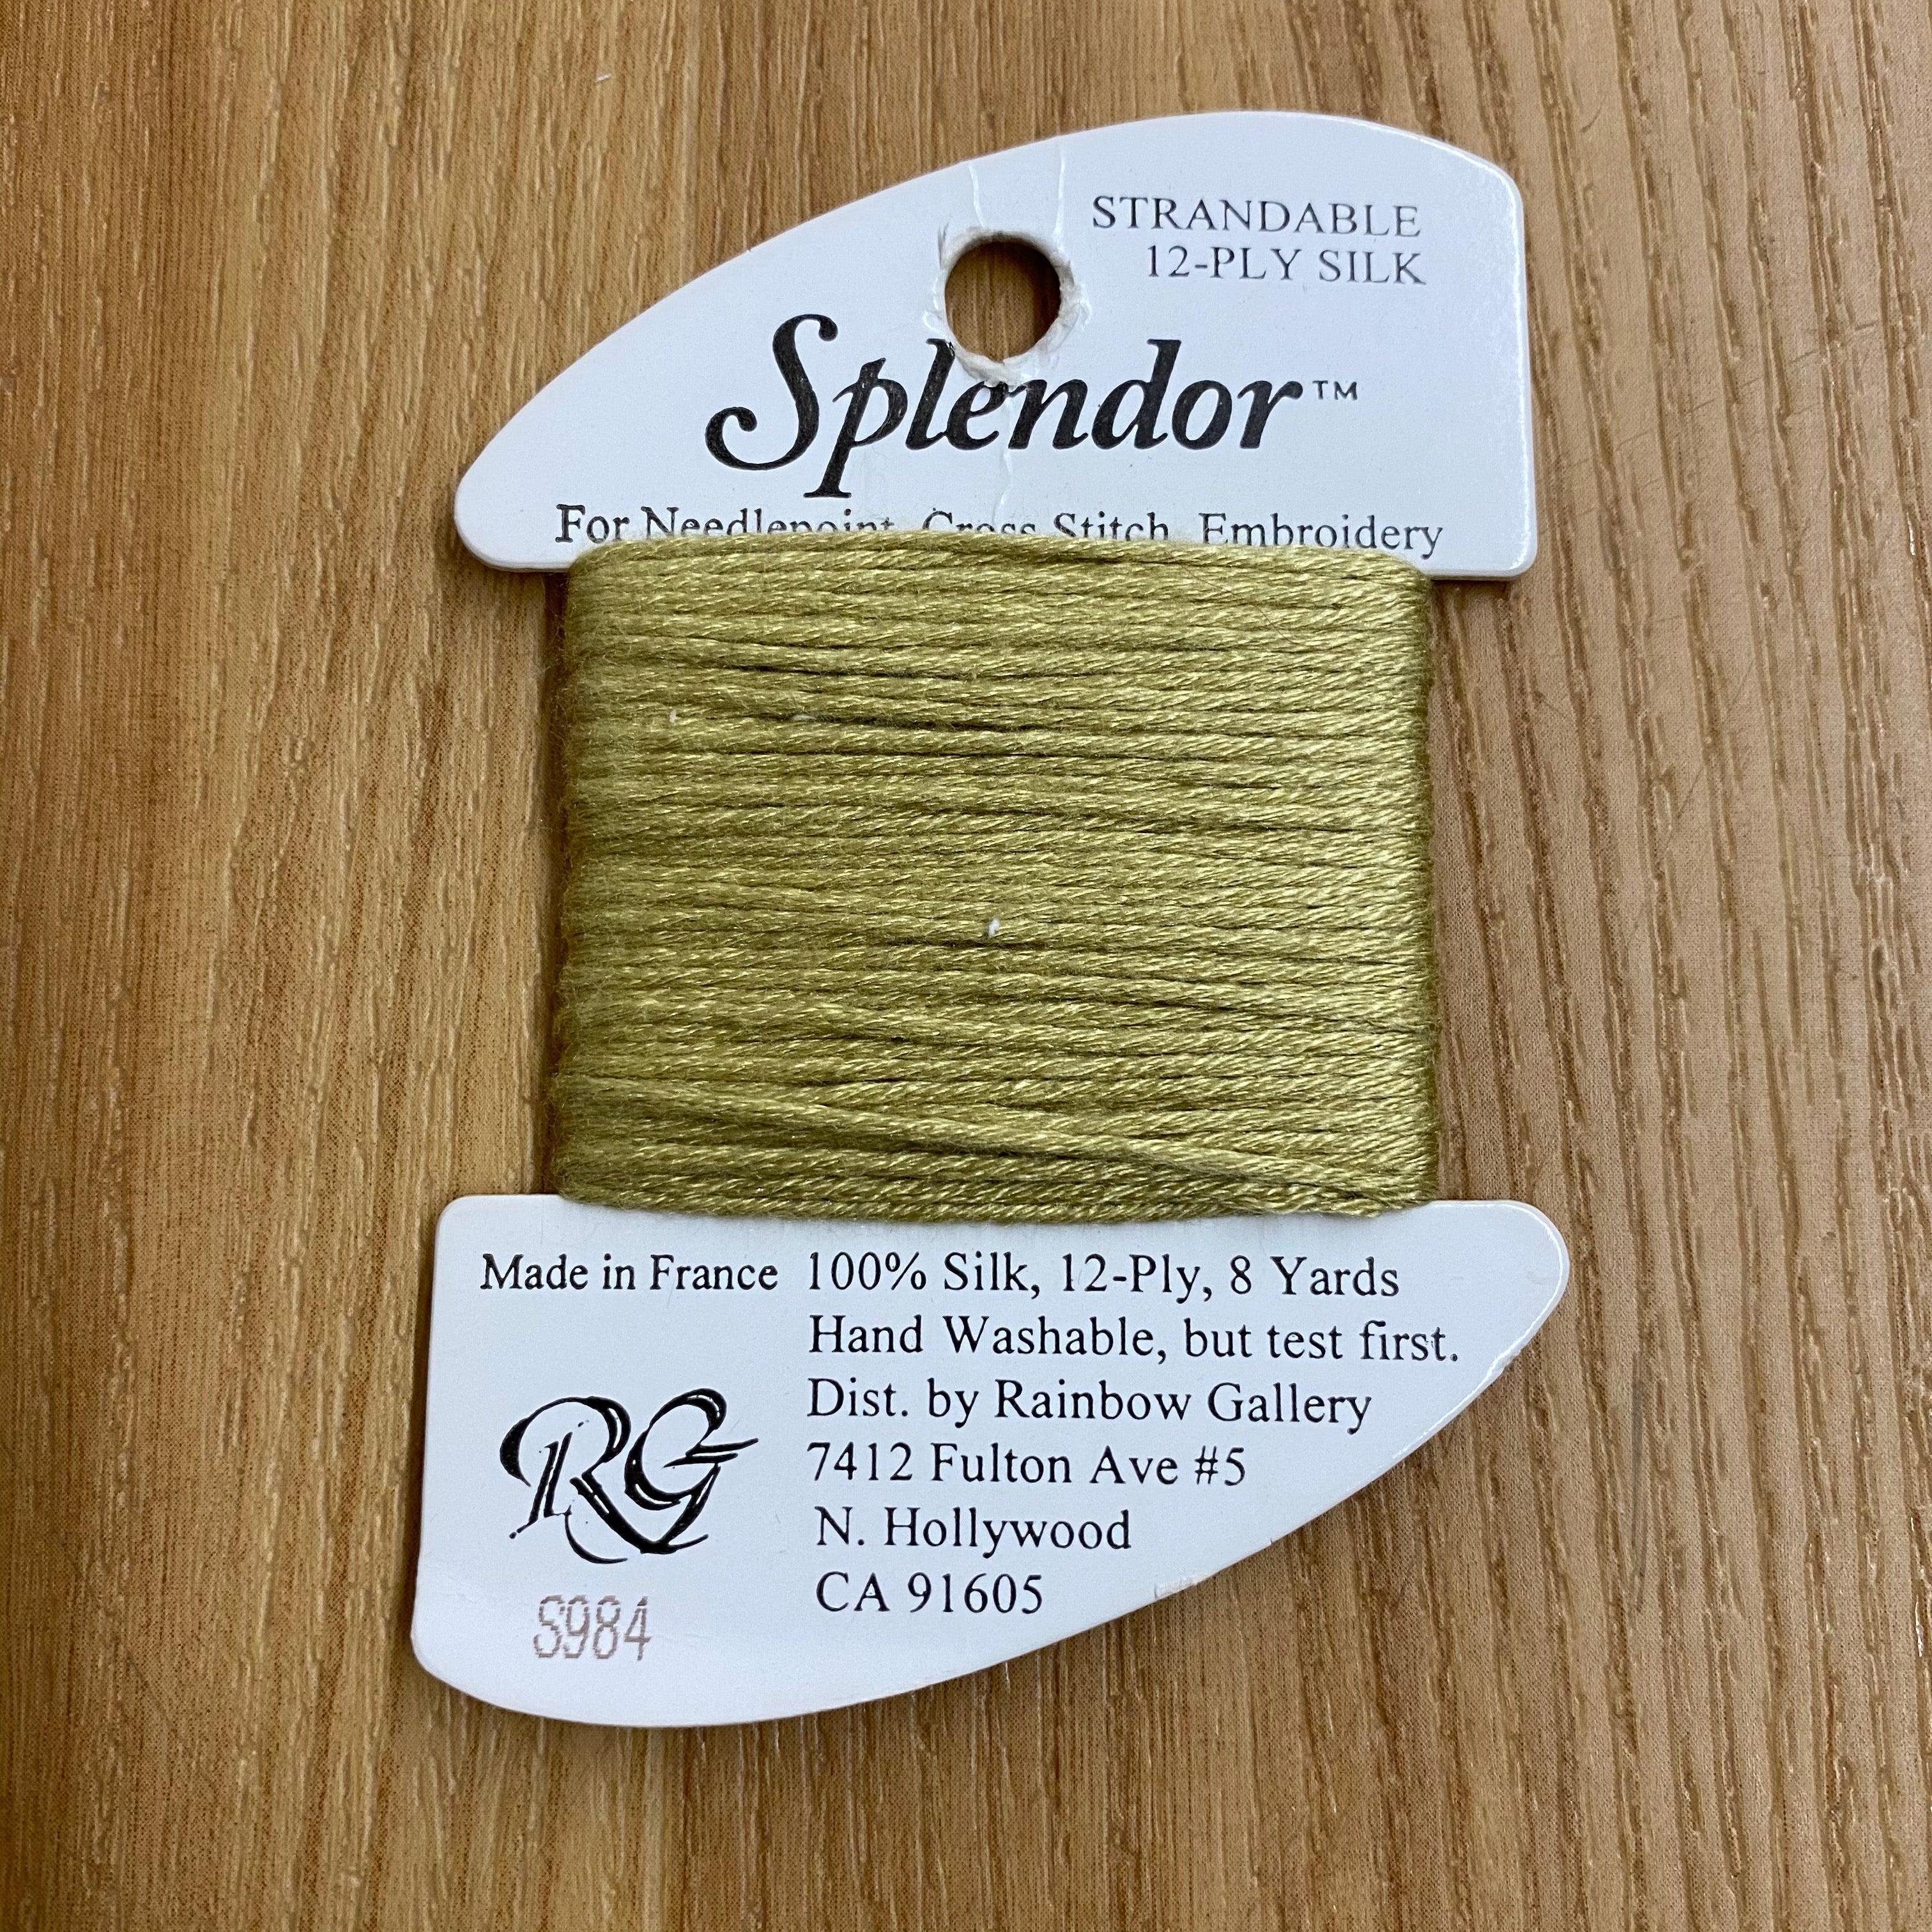 STRANDABLE
12-PLY SILK
Splendor™
For Needlepoint, Cross Stitch, Embroidery
Made in France 100% Silk, 12-Ply, 8 Yards
Hand Washable, but test first.
Dist. by Rainbow Gallery
7412 Fulton Ave #5
N. Hollywood
CA 91605
RG
S984